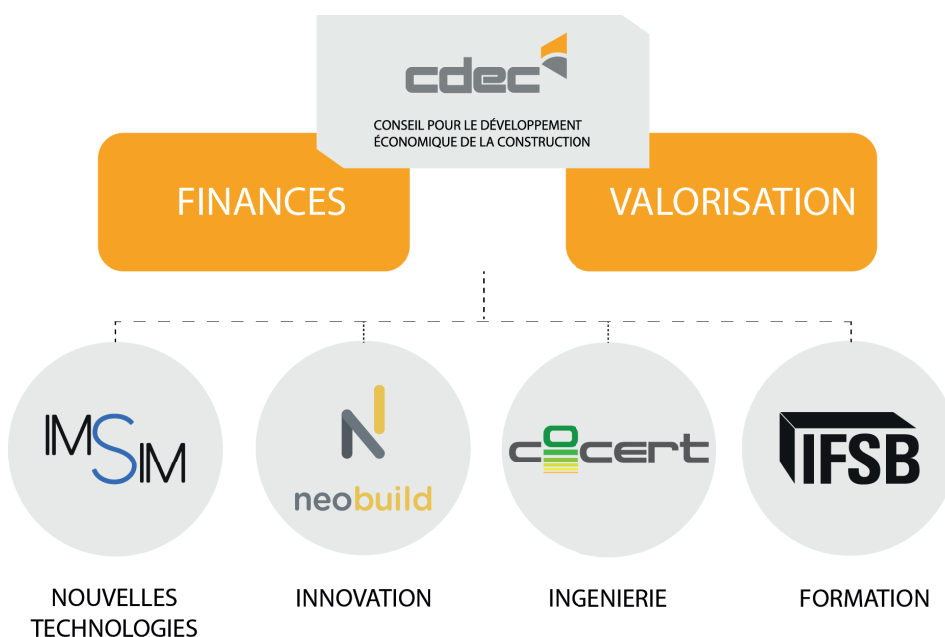 cdec
CONSEIL POUR LE DÉVELOPPEMENT
ÉCONOMIQUE DE LA CONSTRUCTION
FINANCES
VALORISATION
IMSIM
neobuild
cocert
IFSB
NOUVELLES
TECHNOLOGIES
INNOVATION
INGENIERIE
FORMATION